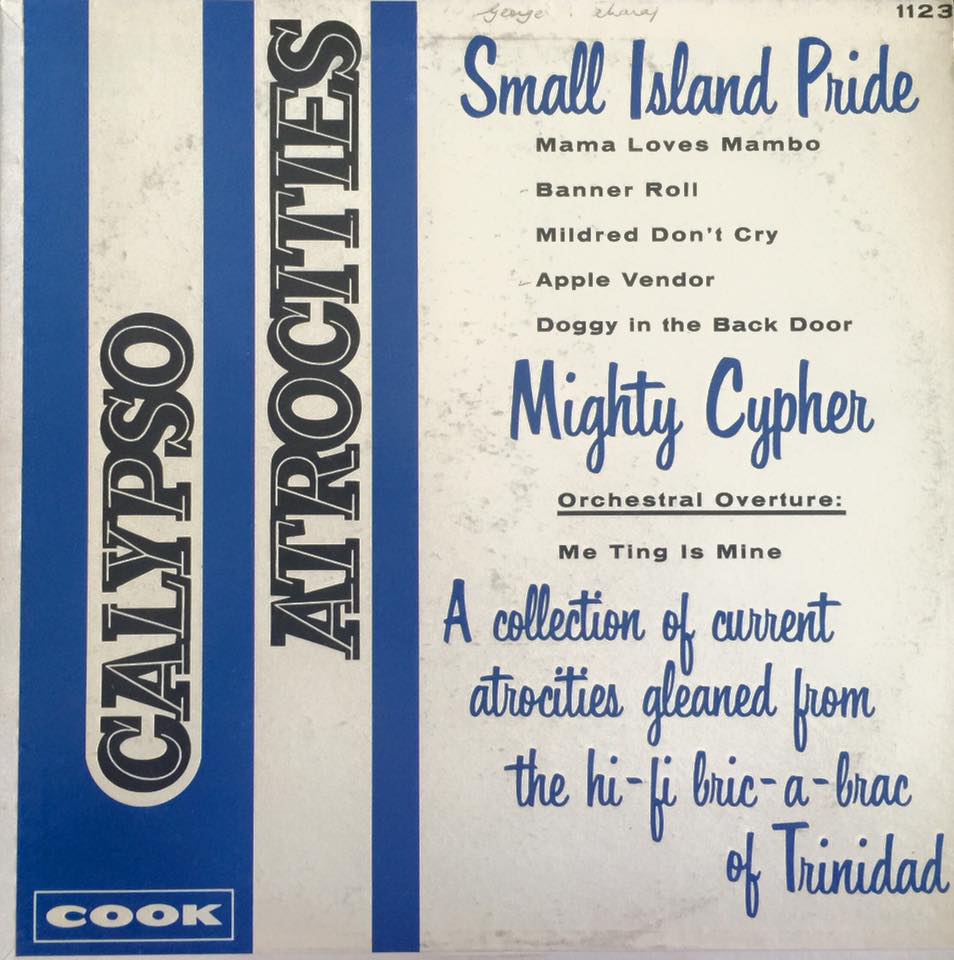 George
1123
CALYPSO
ATROCITIES
Small Island Pride
Mama Loves Mambo
Banner Roll
Mildred Don't Cry
Apple Vendor
Doggy in the Back Door
Mighty Cypher
Orchestral Overture:
Me Ting Is Mine
A collection of current
atrocities gleaned from
the hi-fi bric-a-brac
of Trinidad
COOK